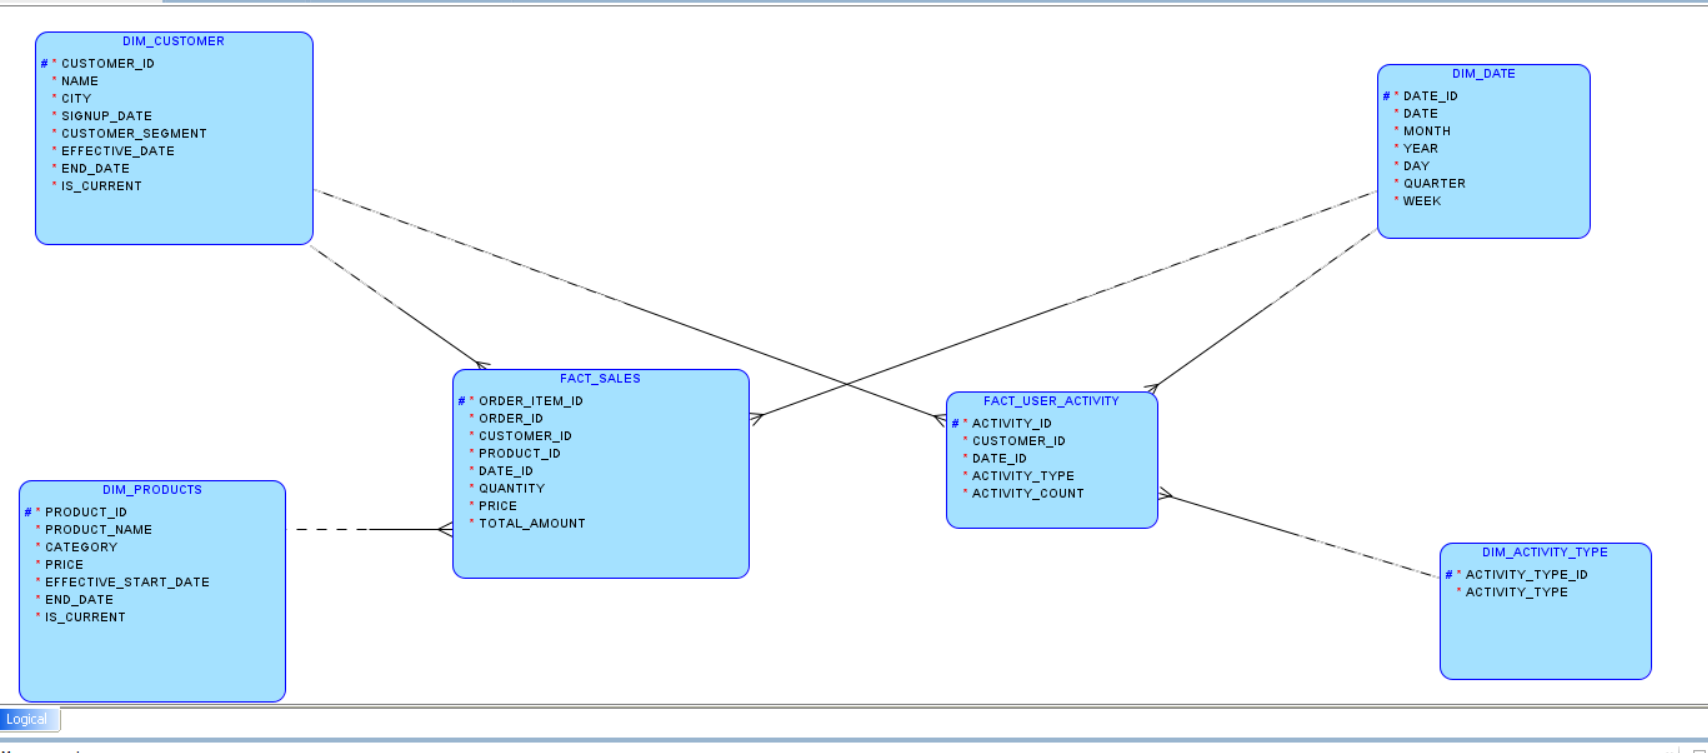 DIM_CUSTOMER
# * CUSTOMER_ID
* NAME
* CITY
* SIGNUP_DATE
* CUSTOMER_SEGMENT
* EFFECTIVE_DATE
* END_DATE
* IS_CURRENT
DIM_DATE
# * DATE_ID
* DATE
* MONTH
* YEAR
* DAY
* QUARTER
* WEEK
FACT_SALES
# * ORDER_ITEM_ID
* ORDER_ID
* CUSTOMER_ID
* PRODUCT_ID
* DATE_ID
* QUANTITY
* PRICE
* TOTAL_AMOUNT
FACT_USER_ACTIVITY
# * ACTIVITY_ID
* CUSTOMER_ID
* DATE_ID
* ACTIVITY_TYPE
* ACTIVITY_COUNT
DIM_PRODUCTS
# * PRODUCT_ID
* PRODUCT_NAME
* CATEGORY
* PRICE
* EFFECTIVE_START_DATE
* END_DATE
* IS_CURRENT
DIM_ACTIVITY_TYPE
# * ACTIVITY_TYPE_ID
* ACTIVITY_TYPE
Logical